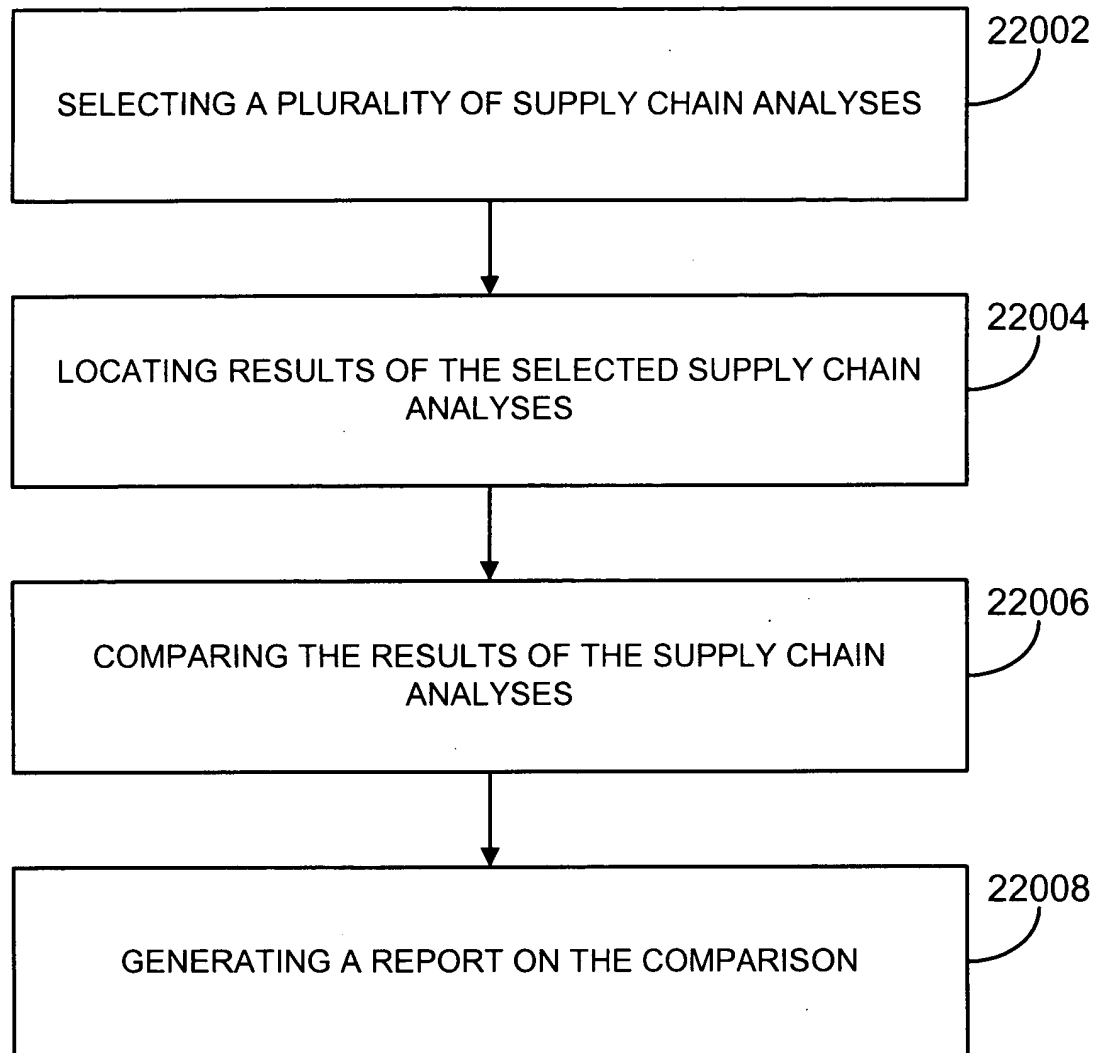 22002
SELECTING A PLURALITY OF SUPPLY CHAIN ANALYSES
22004
LOCATING RESULTS OF THE SELECTED SUPPLY CHAIN
ANALYSES
22006
COMPARING THE RESULTS OF THE SUPPLY CHAIN
ANALYSES
22008
GENERATING A REPORT ON THE COMPARISON